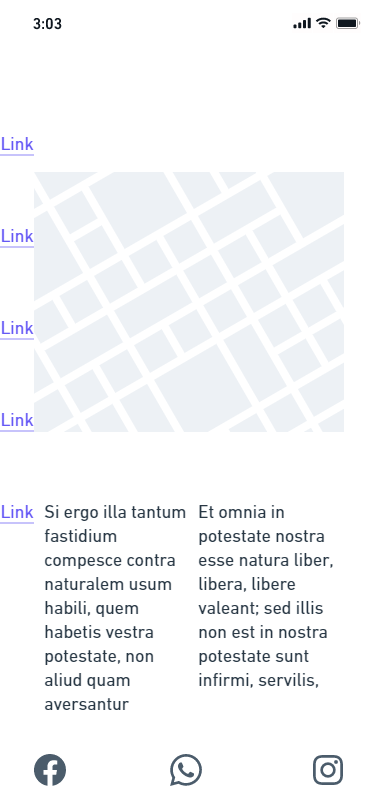 3:03
Link
Link
Link
Link
Link
Si ergo illa tantum
fastidium
compesce contra
naturalem usum
habili, quem
habetis vestra
potestate, non
aliud quam
aversantur
Et omnia in
potestate nostra
esse natura liber,
libera, libere
valeant; sed illis
non est in nostra
potestate sunt
infirmi, servilis,